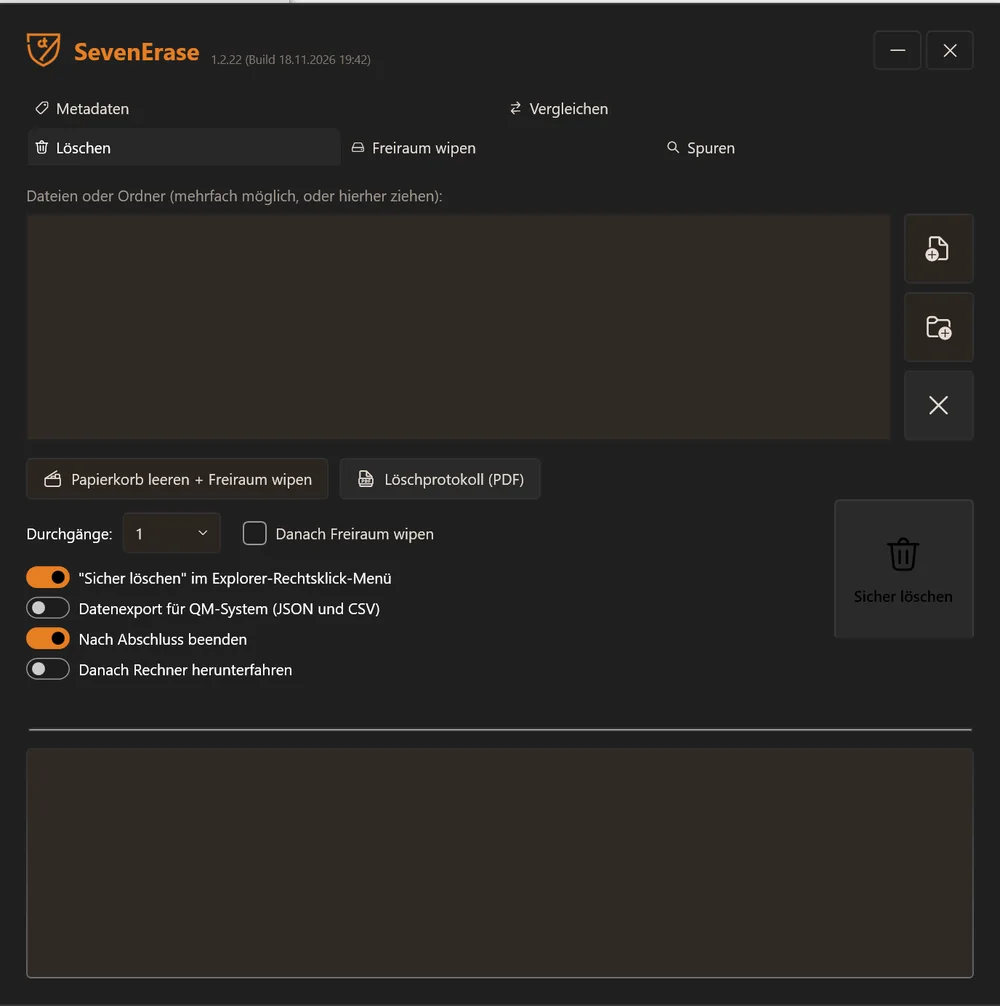 SevenErase 1.2.22 (Build 18.11.2026 19:42)
Metadaten Vergleichen
Löschen Freiraum wipen Spuren
Dateien oder Ordner (mehrfach möglich, oder hierher ziehen):
Papierkorb leeren + Freiraum wipen Löschprotokoll (PDF)
Durchgänge: 1 Danach Freiraum wipen
"Sicher löschen" im Explorer-Rechtsklick-Menü
Sicher löschen
Datenexport für QM-System (JSON und CSV)
Nach Abschluss beenden
Danach Rechner herunterfahren